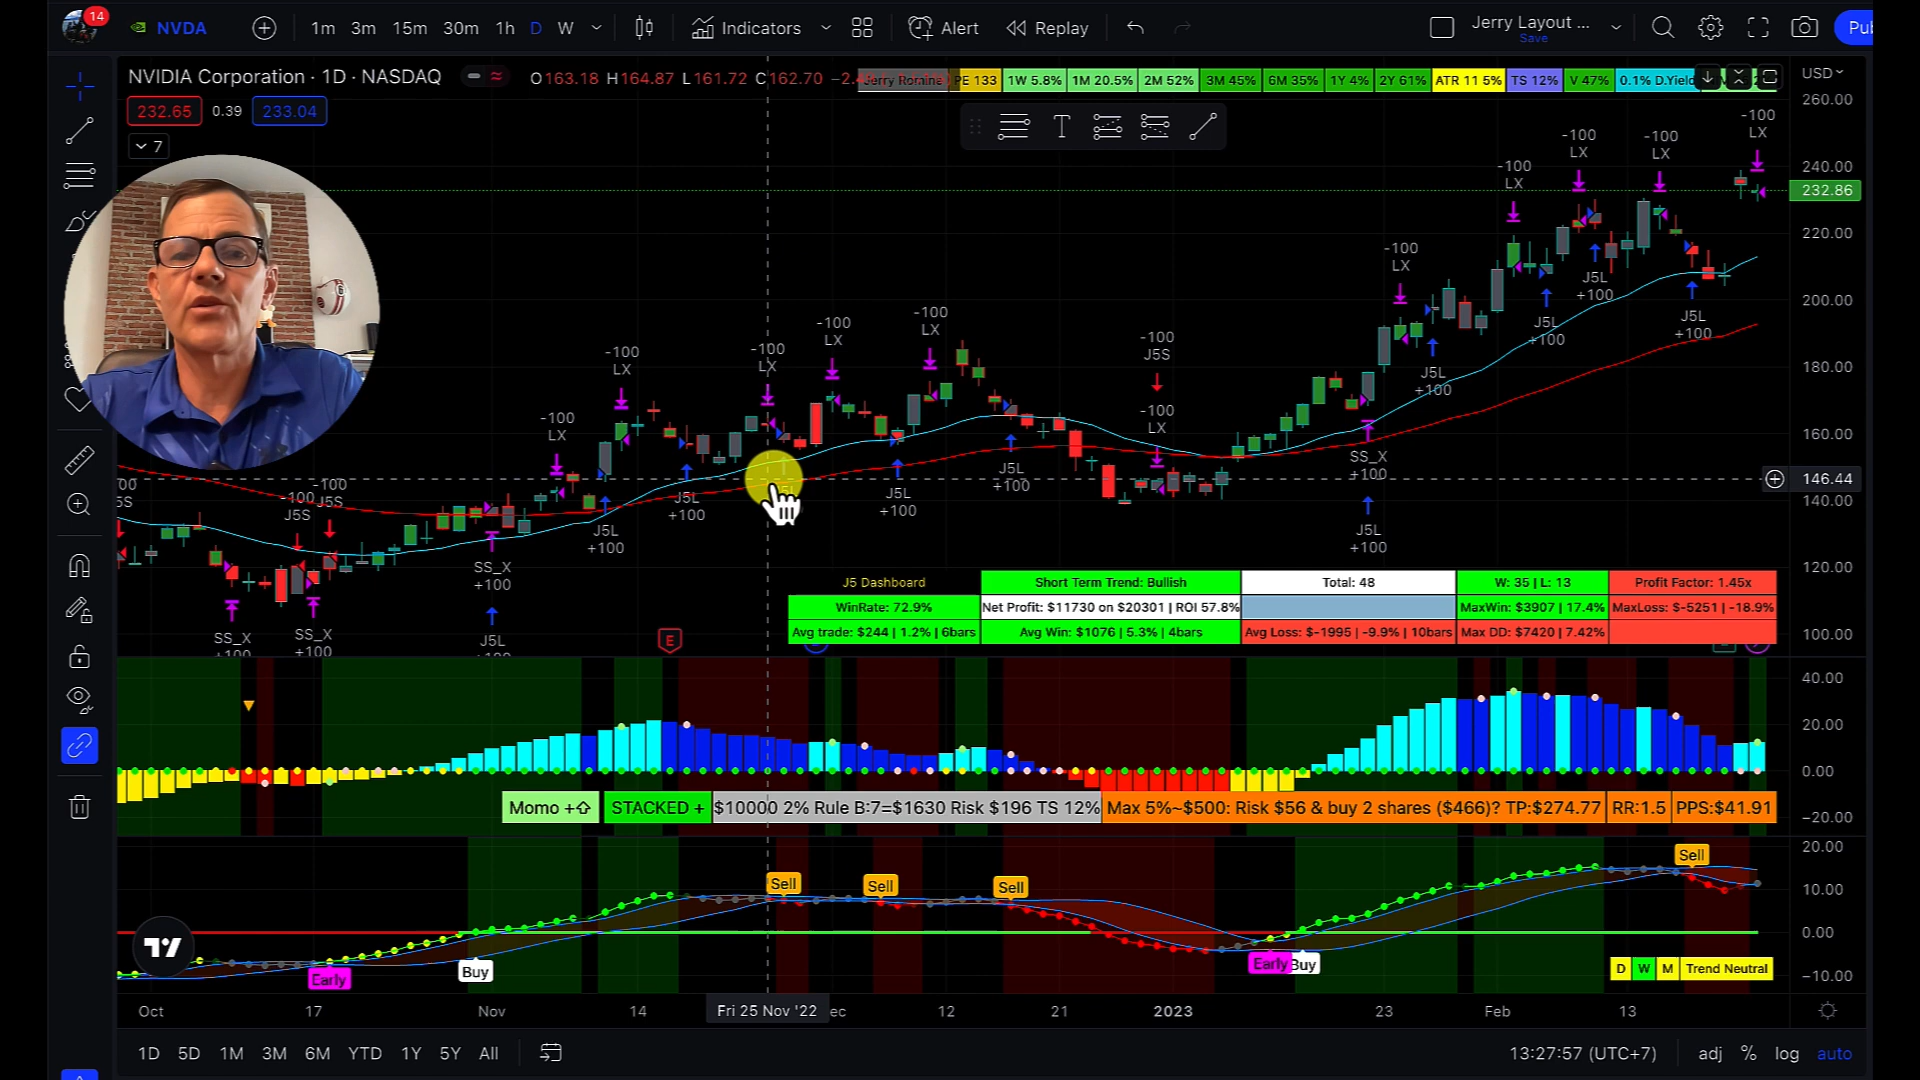 14 NVDA 1m 3m 15m 30m 1h D W Indicators Alert Replay Jerry Layout ... Save
NVIDIA Corporation · 1D · NASDAQ O163.18 H164.87 L161.72 C162.70
Jerry Romine PE 133 1W 5.8% 1M 20.5% 2M 52% 3M 45% 6M 35% 1Y 4% 2Y 61% ATR 11 5% TS 12% V 47% 0.1% D.Yield USD
232.65 0.39 233.04
7
260.00
240.00
232.86
220.00
200.00
180.00
160.00
146.44
140.00
120.00
100.00
-100 LX
-100 LX
-100 LX
-100 LX
-100 LX
-100 J5S
-100 LX
-100 LX
-100 LX
-100 LX
-100 LX
-100 LX
-100 J5S
-100 J5S
SS_X +100
SS_X +100
SS_X +100
J5L
J5L +100
J5L +100
J5L +100
J5L +100
SS_X +100
J5L +100
J5L +100
J5L +100
J5L +100
J5L +100
E
J5 Dashboard Short Term Trend: Bullish Total: 48 W: 35 | L: 13 Profit Factor: 1.45x
WinRate: 72.9% Net Profit: $11730 on $20301 | ROI 57.8% MaxWin: $3907 | 17.4% MaxLoss: $-5251 | -18.9%
Avg trade: $244 | 1.2% | 6bars Avg Win: $1076 | 5.3% | 4bars Avg Loss: $-1995 | -9.9% | 10bars Max DD: $7420 | 7.42%
40.00
20.00
0.00
-20.00
Momo + STACKED + $10000 2% Rule B:7=$1630 Risk $196 TS 12% Max 5%~$500: Risk $56 & buy 2 shares ($466)? TP:$274.77 RR:1.5 PPS:$41.91
20.00
10.00
0.00
-10.00
Sell Sell Sell Sell
Early Buy Early Buy
D W M Trend Neutral
Oct 17 Nov 14 Fri 25 Nov '22 12 21 2023 23 Feb 13
1D 5D 1M 3M 6M YTD 1Y 5Y All 13:27:57 (UTC+7) adj % log auto